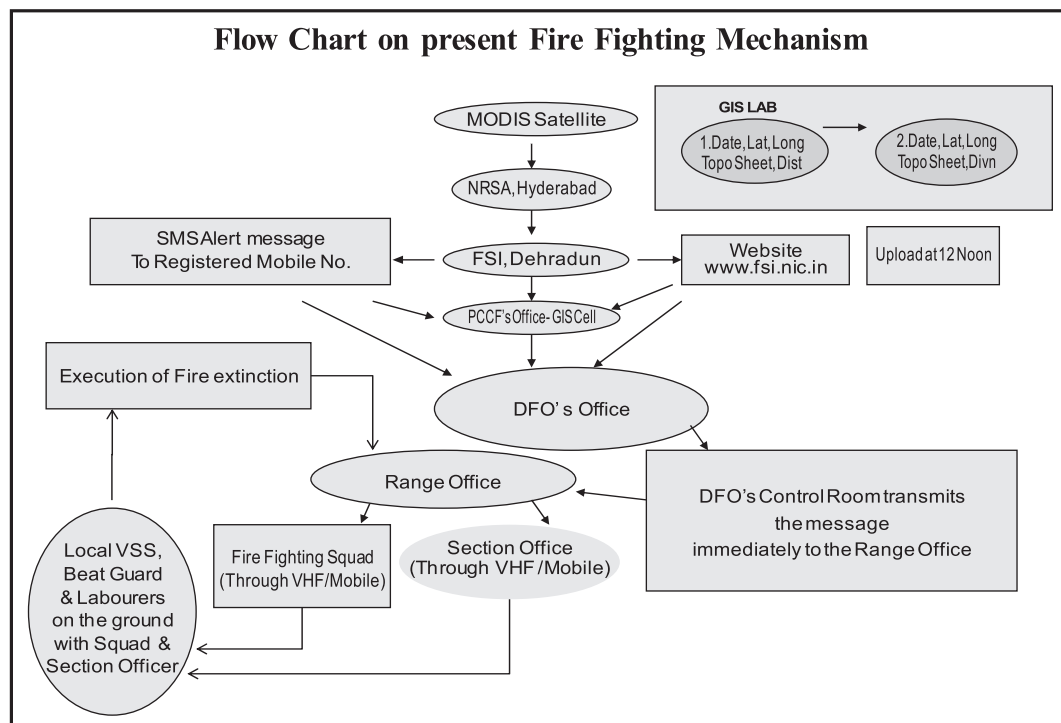 Flow Chart on present Fire Fighting Mechanism
MODIS Satellite
GIS LAB
1.Date, Lat, Long
Topo Sheet, Dist
2.Date, Lat, Long
Topo Sheet, Divn
NRSA, Hyderabad
SMS Alert message
To Registered Mobile No.
FSI, Dehradun
Website
www.fsi.nic.in
Upload at 12 Noon
PCCF's Office- GIS Cell
Execution of Fire extinction
DFO's Office
Range Office
DFO's Control Room transmits
the message
immediately to the Range Office
Fire Fighting Squad
(Through VHF/Mobile)
Section Office
(Through VHF/Mobile)
Local VSS,
Beat Guard
& Labourers
on the ground
with Squad &
Section Officer